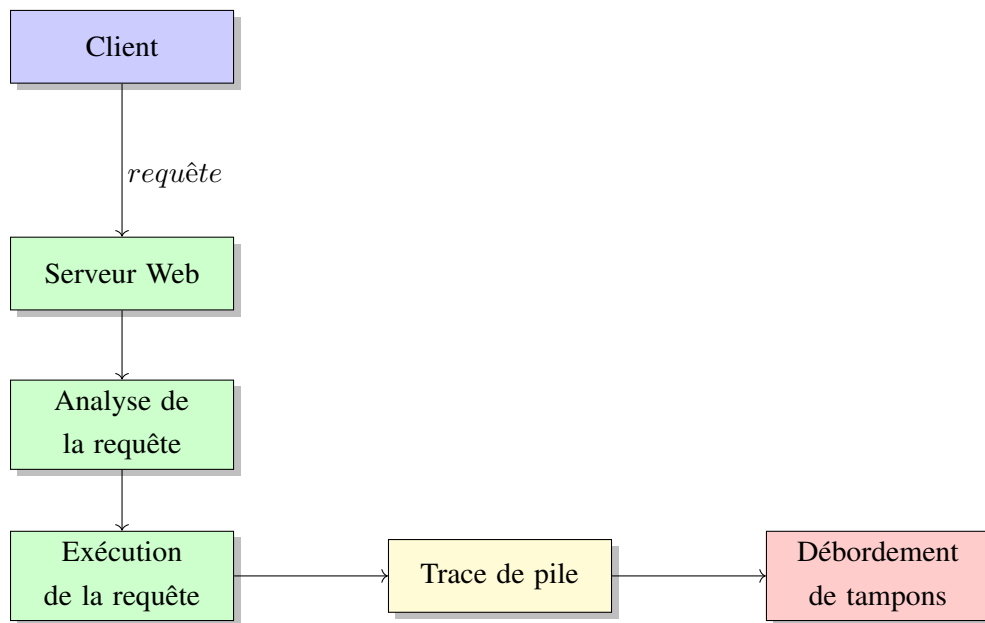 Client
requête
Serveur Web
Analyse de
la requête
Exécution
de la requête
Trace de pile
Débordement
de tampons